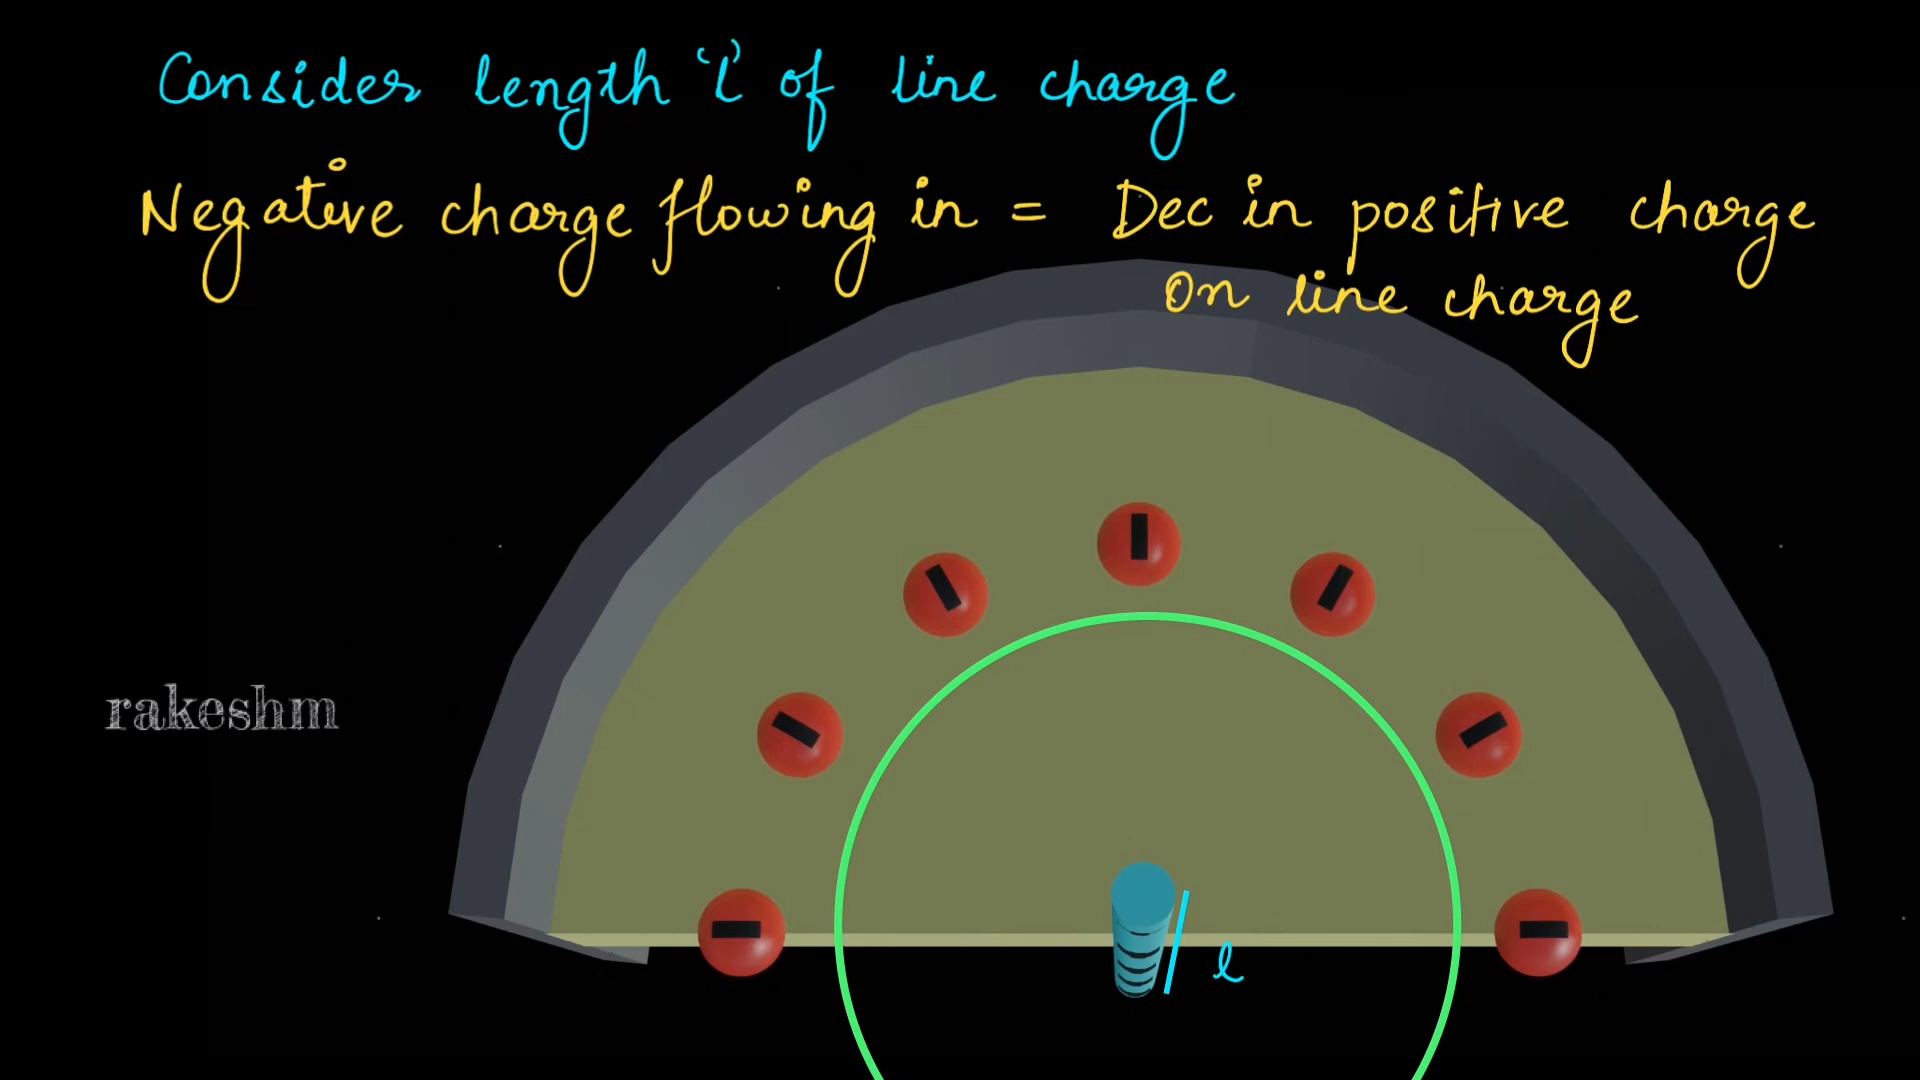 Consider length 'l' of line charge
Negative charge flowing in = Dec in positive charge
On line charge
rakeshm
l